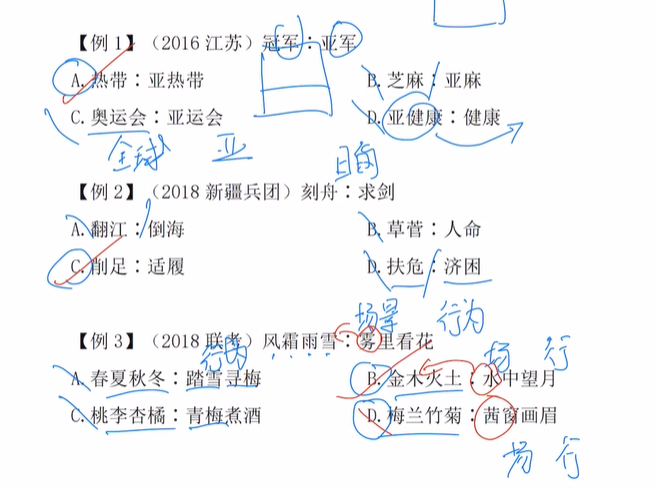 【例 1】（2016 江苏）冠军：亚军
A. 热带：亚热带
B. 芝麻：亚麻
C. 奥运会：亚运会
D. 亚健康：健康
全球 亚
【例 2】（2018 新疆兵团）刻舟：求剑
A. 翻江：倒海
B. 草菅：人命
C. 削足：适履
D. 扶危：济困
场景 行为
【例 3】（2018 联考）风霜雨雪：雾里看花
行为 场 行
A. 春夏秋冬：踏雪寻梅
B. 金木火土：水中望月
C. 桃李杏橘：青梅煮酒
D. 梅兰竹菊：茜窗画眉
场 行